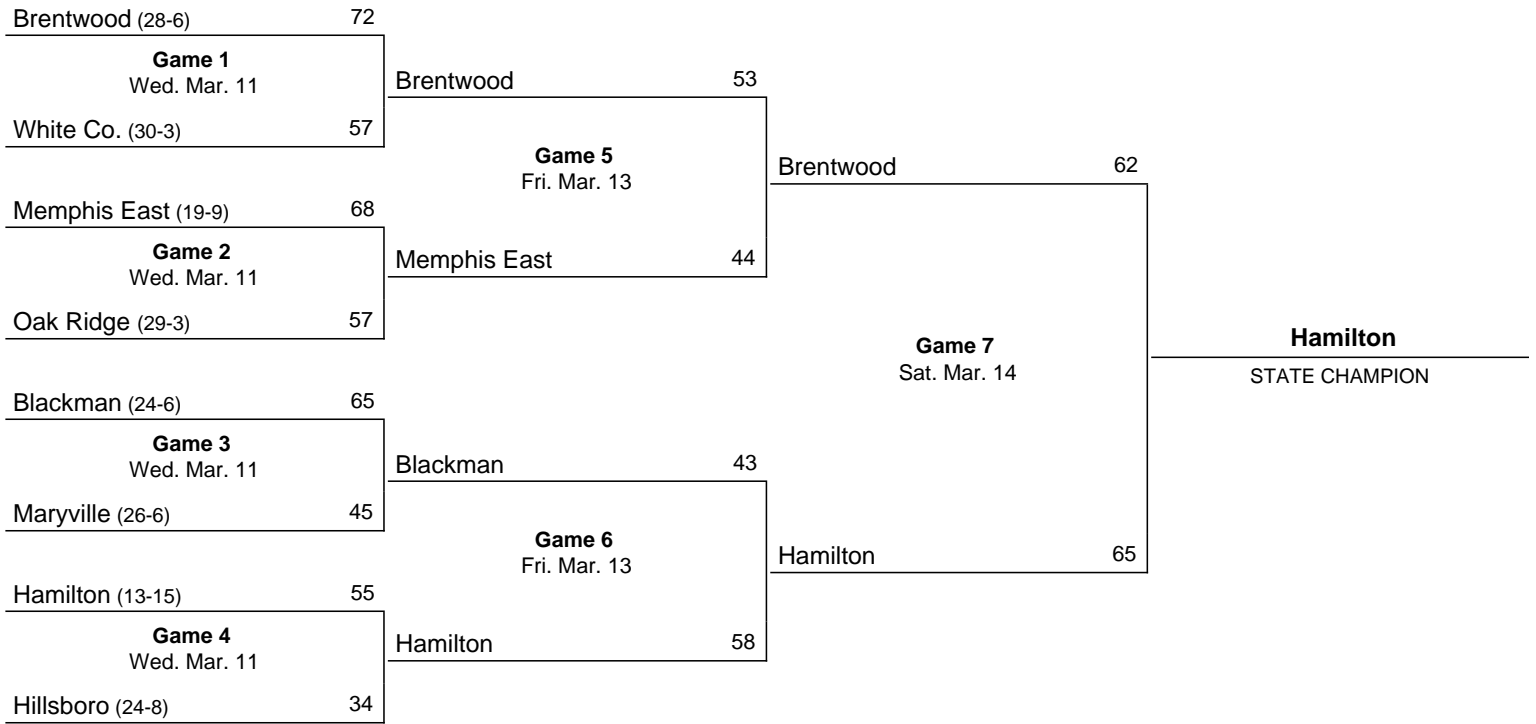 Brentwood (28-6) 72
Game 1
Wed. Mar. 11
White Co. (30-3) 57
Memphis East (19-9) 68
Game 2
Wed. Mar. 11
Oak Ridge (29-3) 57
Blackman (24-6) 65
Game 3
Wed. Mar. 11
Maryville (26-6) 45
Hamilton (13-15) 55
Game 4
Wed. Mar. 11
Hillsboro (24-8) 34
Brentwood 53
Game 5
Fri. Mar. 13
Memphis East 44
Blackman 43
Game 6
Fri. Mar. 13
Hamilton 58
Brentwood 62
Game 7
Sat. Mar. 14
Hamilton 65
Hamilton
STATE CHAMPION